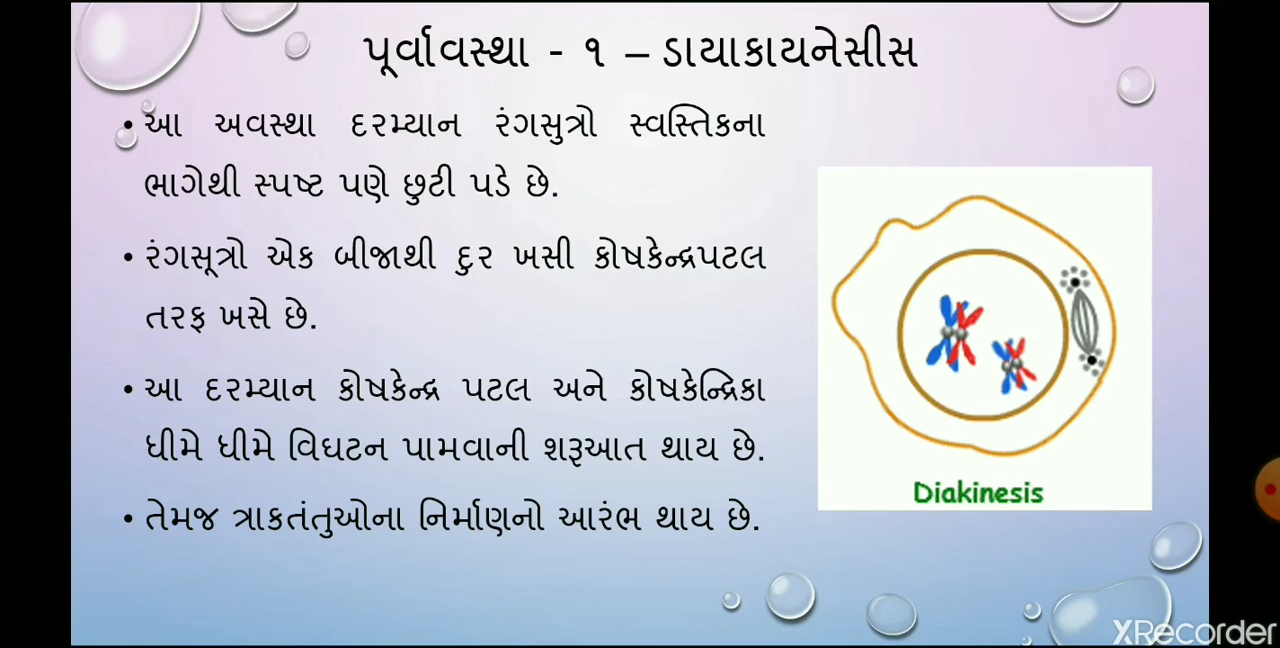 પૂર્વાવસ્થા - ૧ – ડાયાકાયનેસીસ
• આ અવસ્થા દરમ્યાન રંગસુત્રો સ્વસ્તિકના
ભાગેથી સ્પષ્ટ પણે છુટી પડે છે.
• રંગસૂત્રો એક બીજાથી દુર ખસી કોષકેન્દ્રપટલ
તરફ ખસે છે.
• આ દરમ્યાન કોષકેન્દ્ર પટલ અને કોષકેન્દ્રિકા
ધીમે ધીમે વિઘટન પામવાની શરૂઆત થાય છે.
• તેમજ ત્રાકતંતુઓના નિર્માણનો આરંભ થાય છે.
Diakinesis
XRecorder